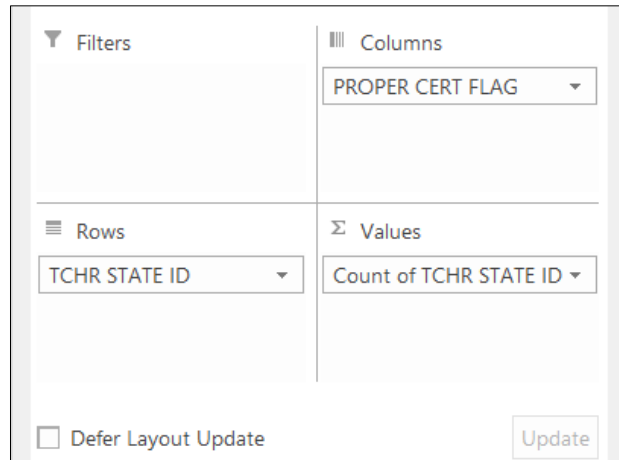 Filters
Columns
PROPER CERT FLAG
Rows
Σ Values
TCHR STATE ID
Count of TCHR STATE ID
Defer Layout Update
Update